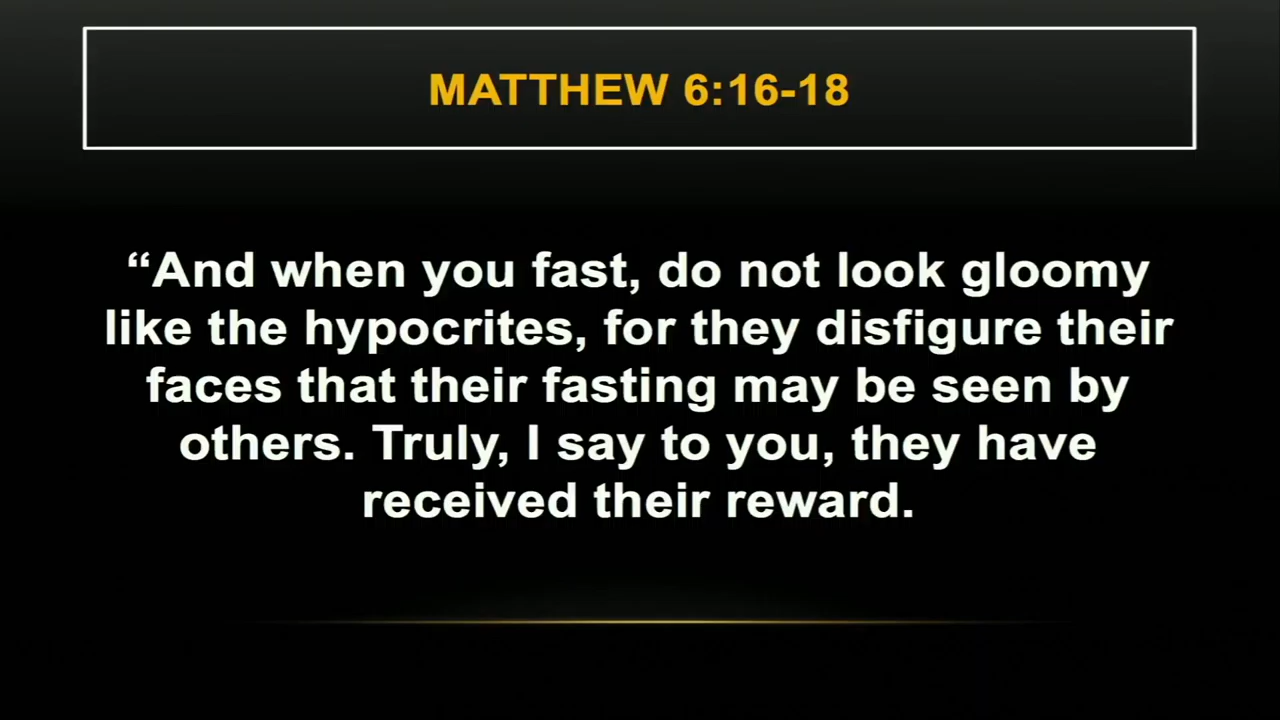 MATTHEW 6:16-18
“And when you fast, do not look gloomy
like the hypocrites, for they disfigure their
faces that their fasting may be seen by
others. Truly, I say to you, they have
received their reward.